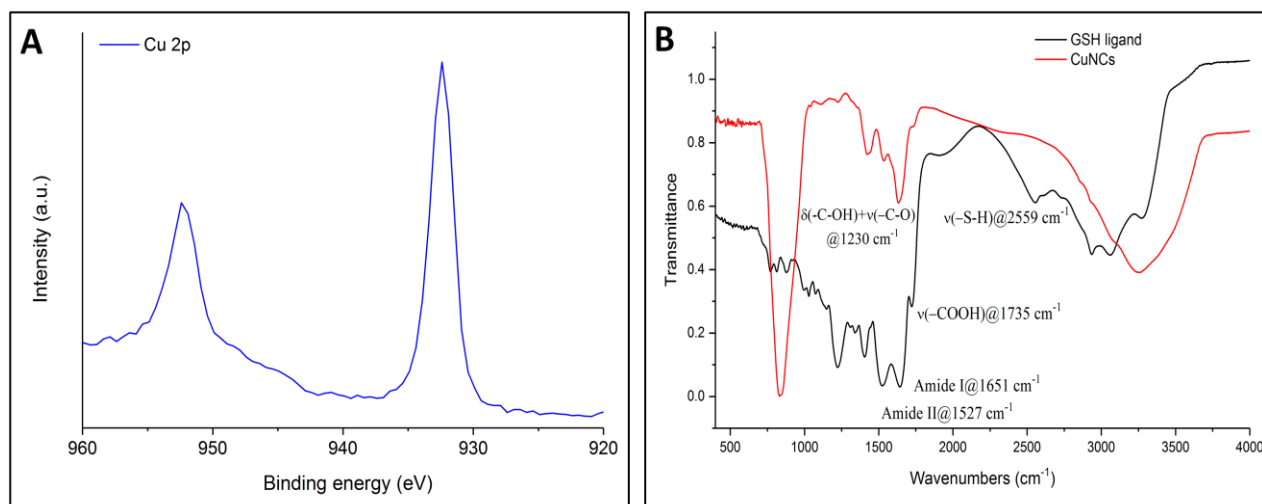 A
Cu 2p
Intensity (a.u.)
960 950 940 930 920
Binding energy (eV)
B
GSH ligand
CuNCs
1.0
0.8
0.6
0.4
0.2
0.0
Transmittance
δ(-C-OH)+ν(–C-O)
@1230 cm⁻¹
ν(–S-H)@2559 cm⁻¹
ν(–COOH)@1735 cm⁻¹
Amide I@1651 cm⁻¹
Amide II@1527 cm⁻¹
500 1000 1500 2000 2500 3000 3500 4000
Wavenumbers (cm⁻¹)